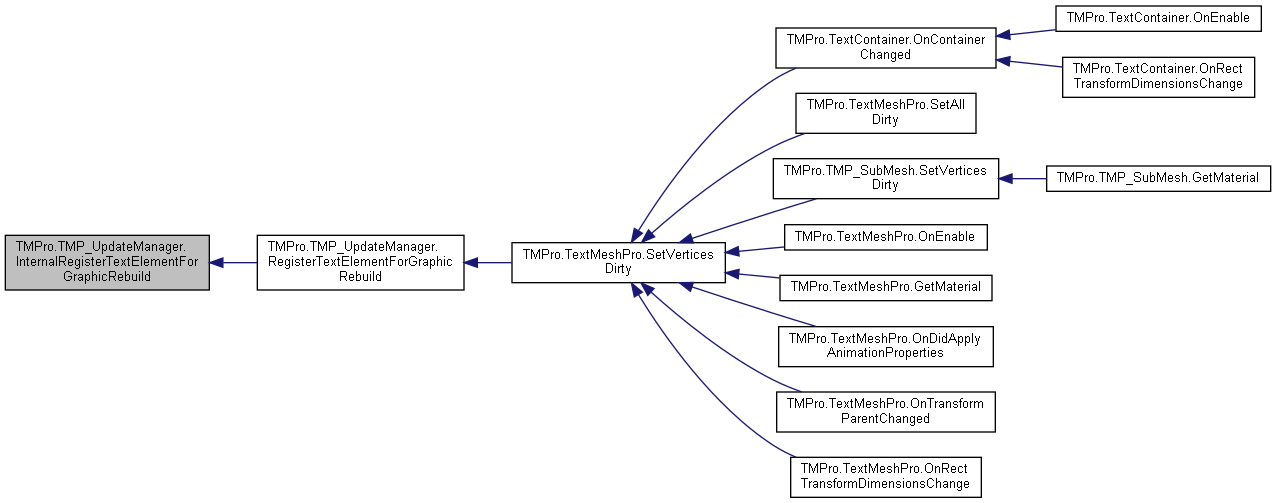 TMPro.TMP_UpdateManager.
InternalRegisterTextElementFor
GraphicRebuild
TMPro.TMP_UpdateManager.
RegisterTextElementForGraphic
Rebuild
TMPro.TextMeshPro.SetVertices
Dirty
TMPro.TextContainer.OnContainer
Changed
TMPro.TextContainer.OnEnable
TMPro.TextContainer.OnRect
TransformDimensionsChange
TMPro.TextMeshPro.SetAll
Dirty
TMPro.TMP_SubMesh.SetVertices
Dirty
TMPro.TMP_SubMesh.GetMaterial
TMPro.TextMeshPro.OnEnable
TMPro.TextMeshPro.GetMaterial
TMPro.TextMeshPro.OnDidApply
AnimationProperties
TMPro.TextMeshPro.OnTransform
ParentChanged
TMPro.TextMeshPro.OnRect
TransformDimensionsChange